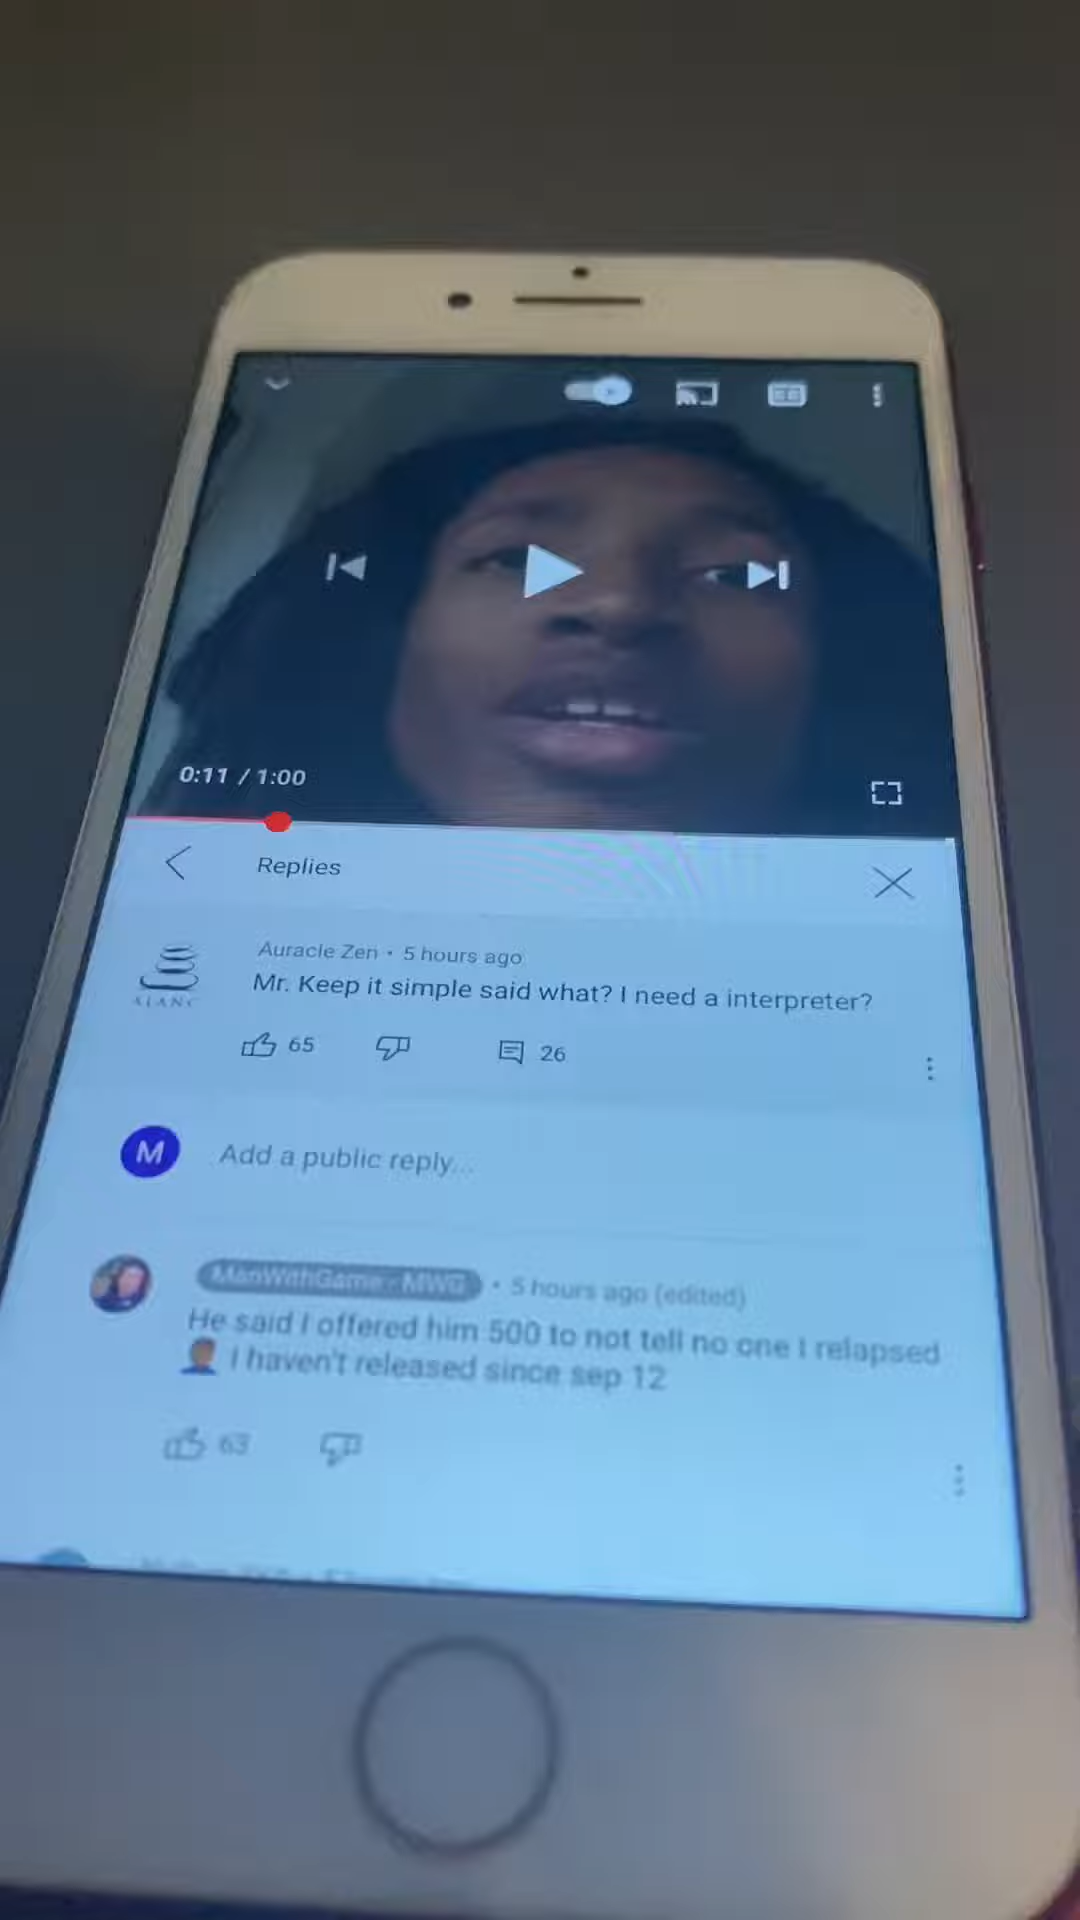 0:11 / 1:00
Replies
Auracle Zen • 5 hours ago
Mr. Keep it simple said what? I need a interpreter?
65
26
M
Add a public reply...
ManWithGame - MWG • 5 hours ago (edited)
He said I offered him 500 to not tell no one I relapsed
I haven't released since sep 12
63